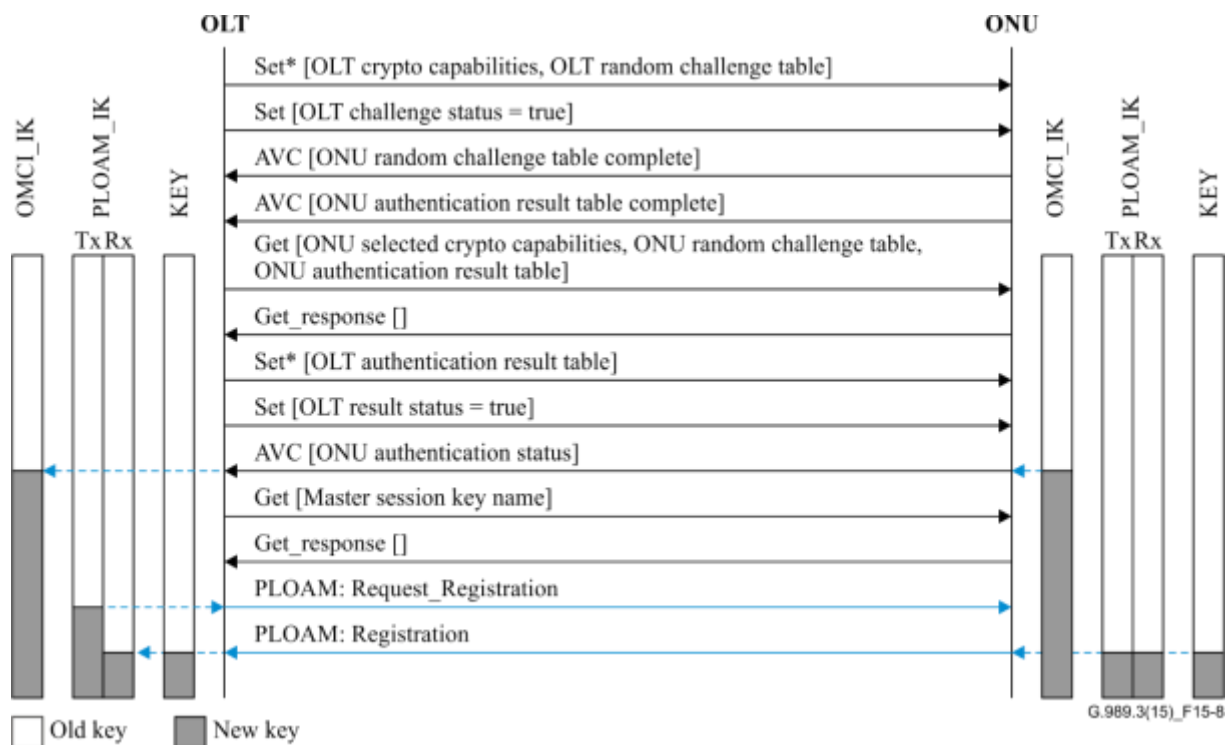 OLT
ONU
Set* [OLT crypto capabilities, OLT random challenge table]
Set [OLT challenge status = true]
AVC [ONU random challenge table complete]
AVC [ONU authentication result table complete]
Get [ONU selected crypto capabilities, ONU random challenge table,
ONU authentication result table]
Get_response []
Set* [OLT authentication result table]
Set [OLT result status = true]
AVC [ONU authentication status]
Get [Master session key name]
Get_response []
PLOAM: Request_Registration
PLOAM: Registration
OMCI_IK
PLOAM_IK
KEY
Tx Rx
OMCI_IK
PLOAM_IK
KEY
Tx Rx
Old key
New key
G.989.3(15)_F15-8